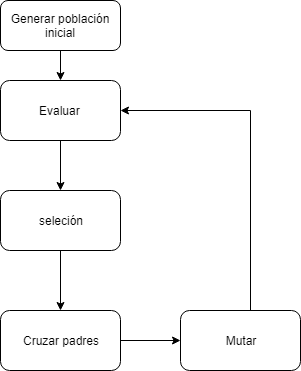 Generar población
inicial
Evaluar
seleción
Cruzar padres
Mutar